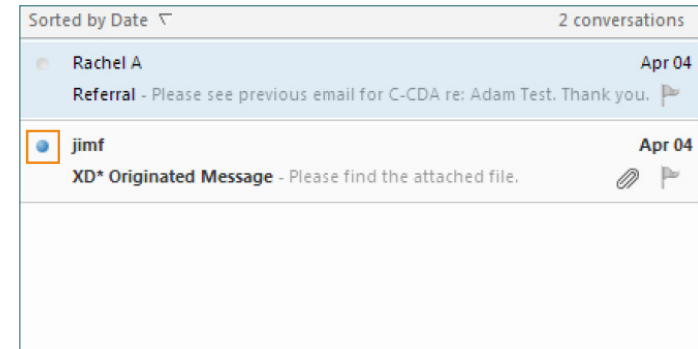 Sorted by Date 2 conversations
Rachel A Apr 04
Referral - Please see previous email for C-CDA re: Adam Test. Thank you.
jimf Apr 04
XD* Originated Message - Please find the attached file.